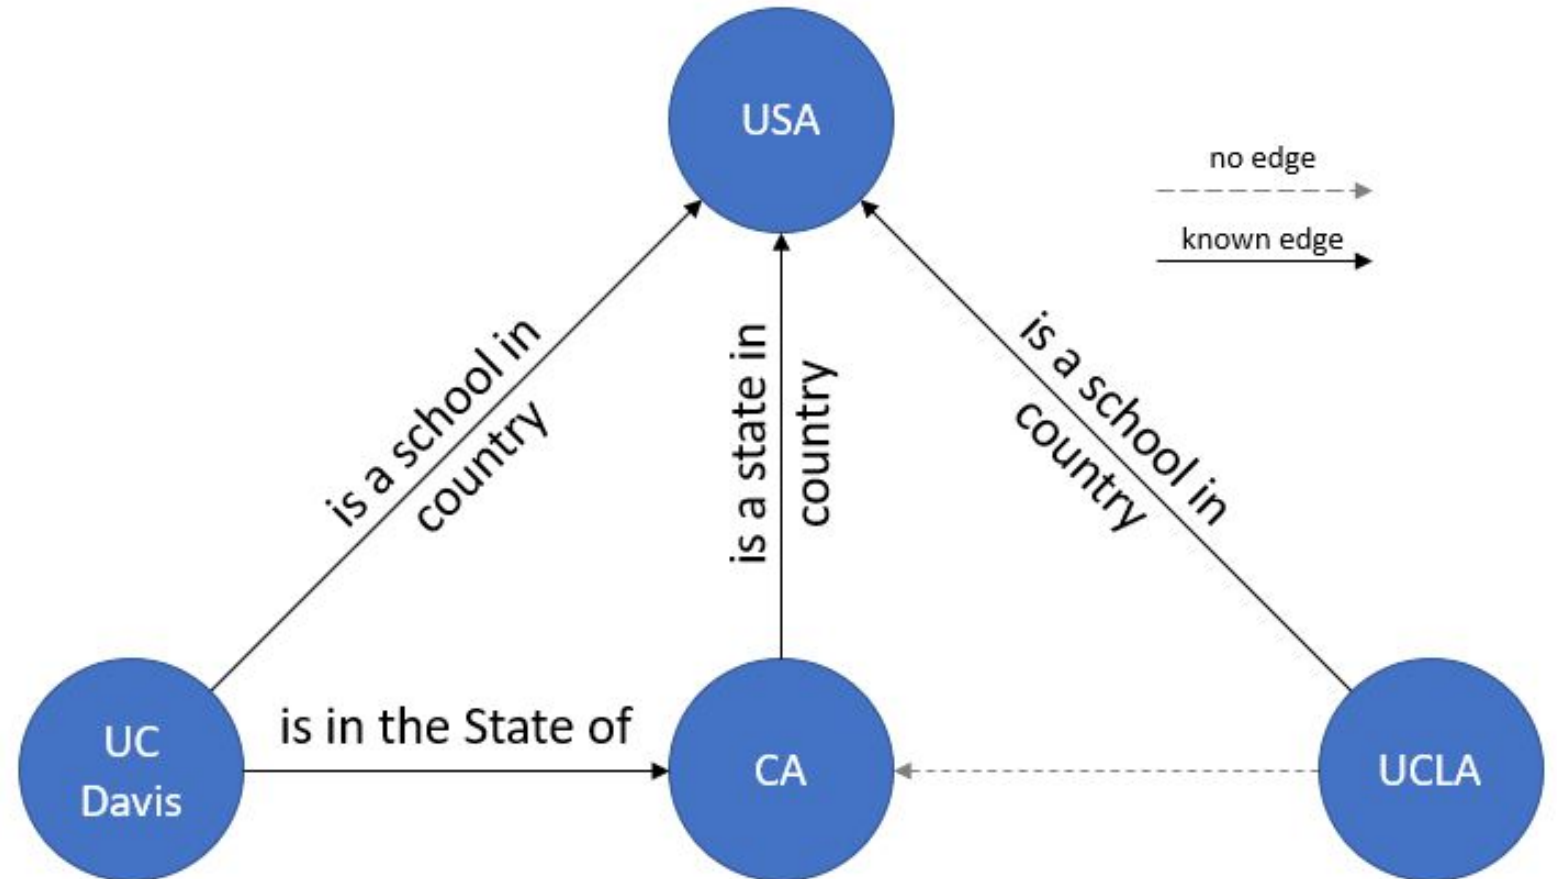 USA
no edge
known edge
is a school in
country
is a state in
country
is a school in
country
UC
Davis
is in the State of
CA
UCLA